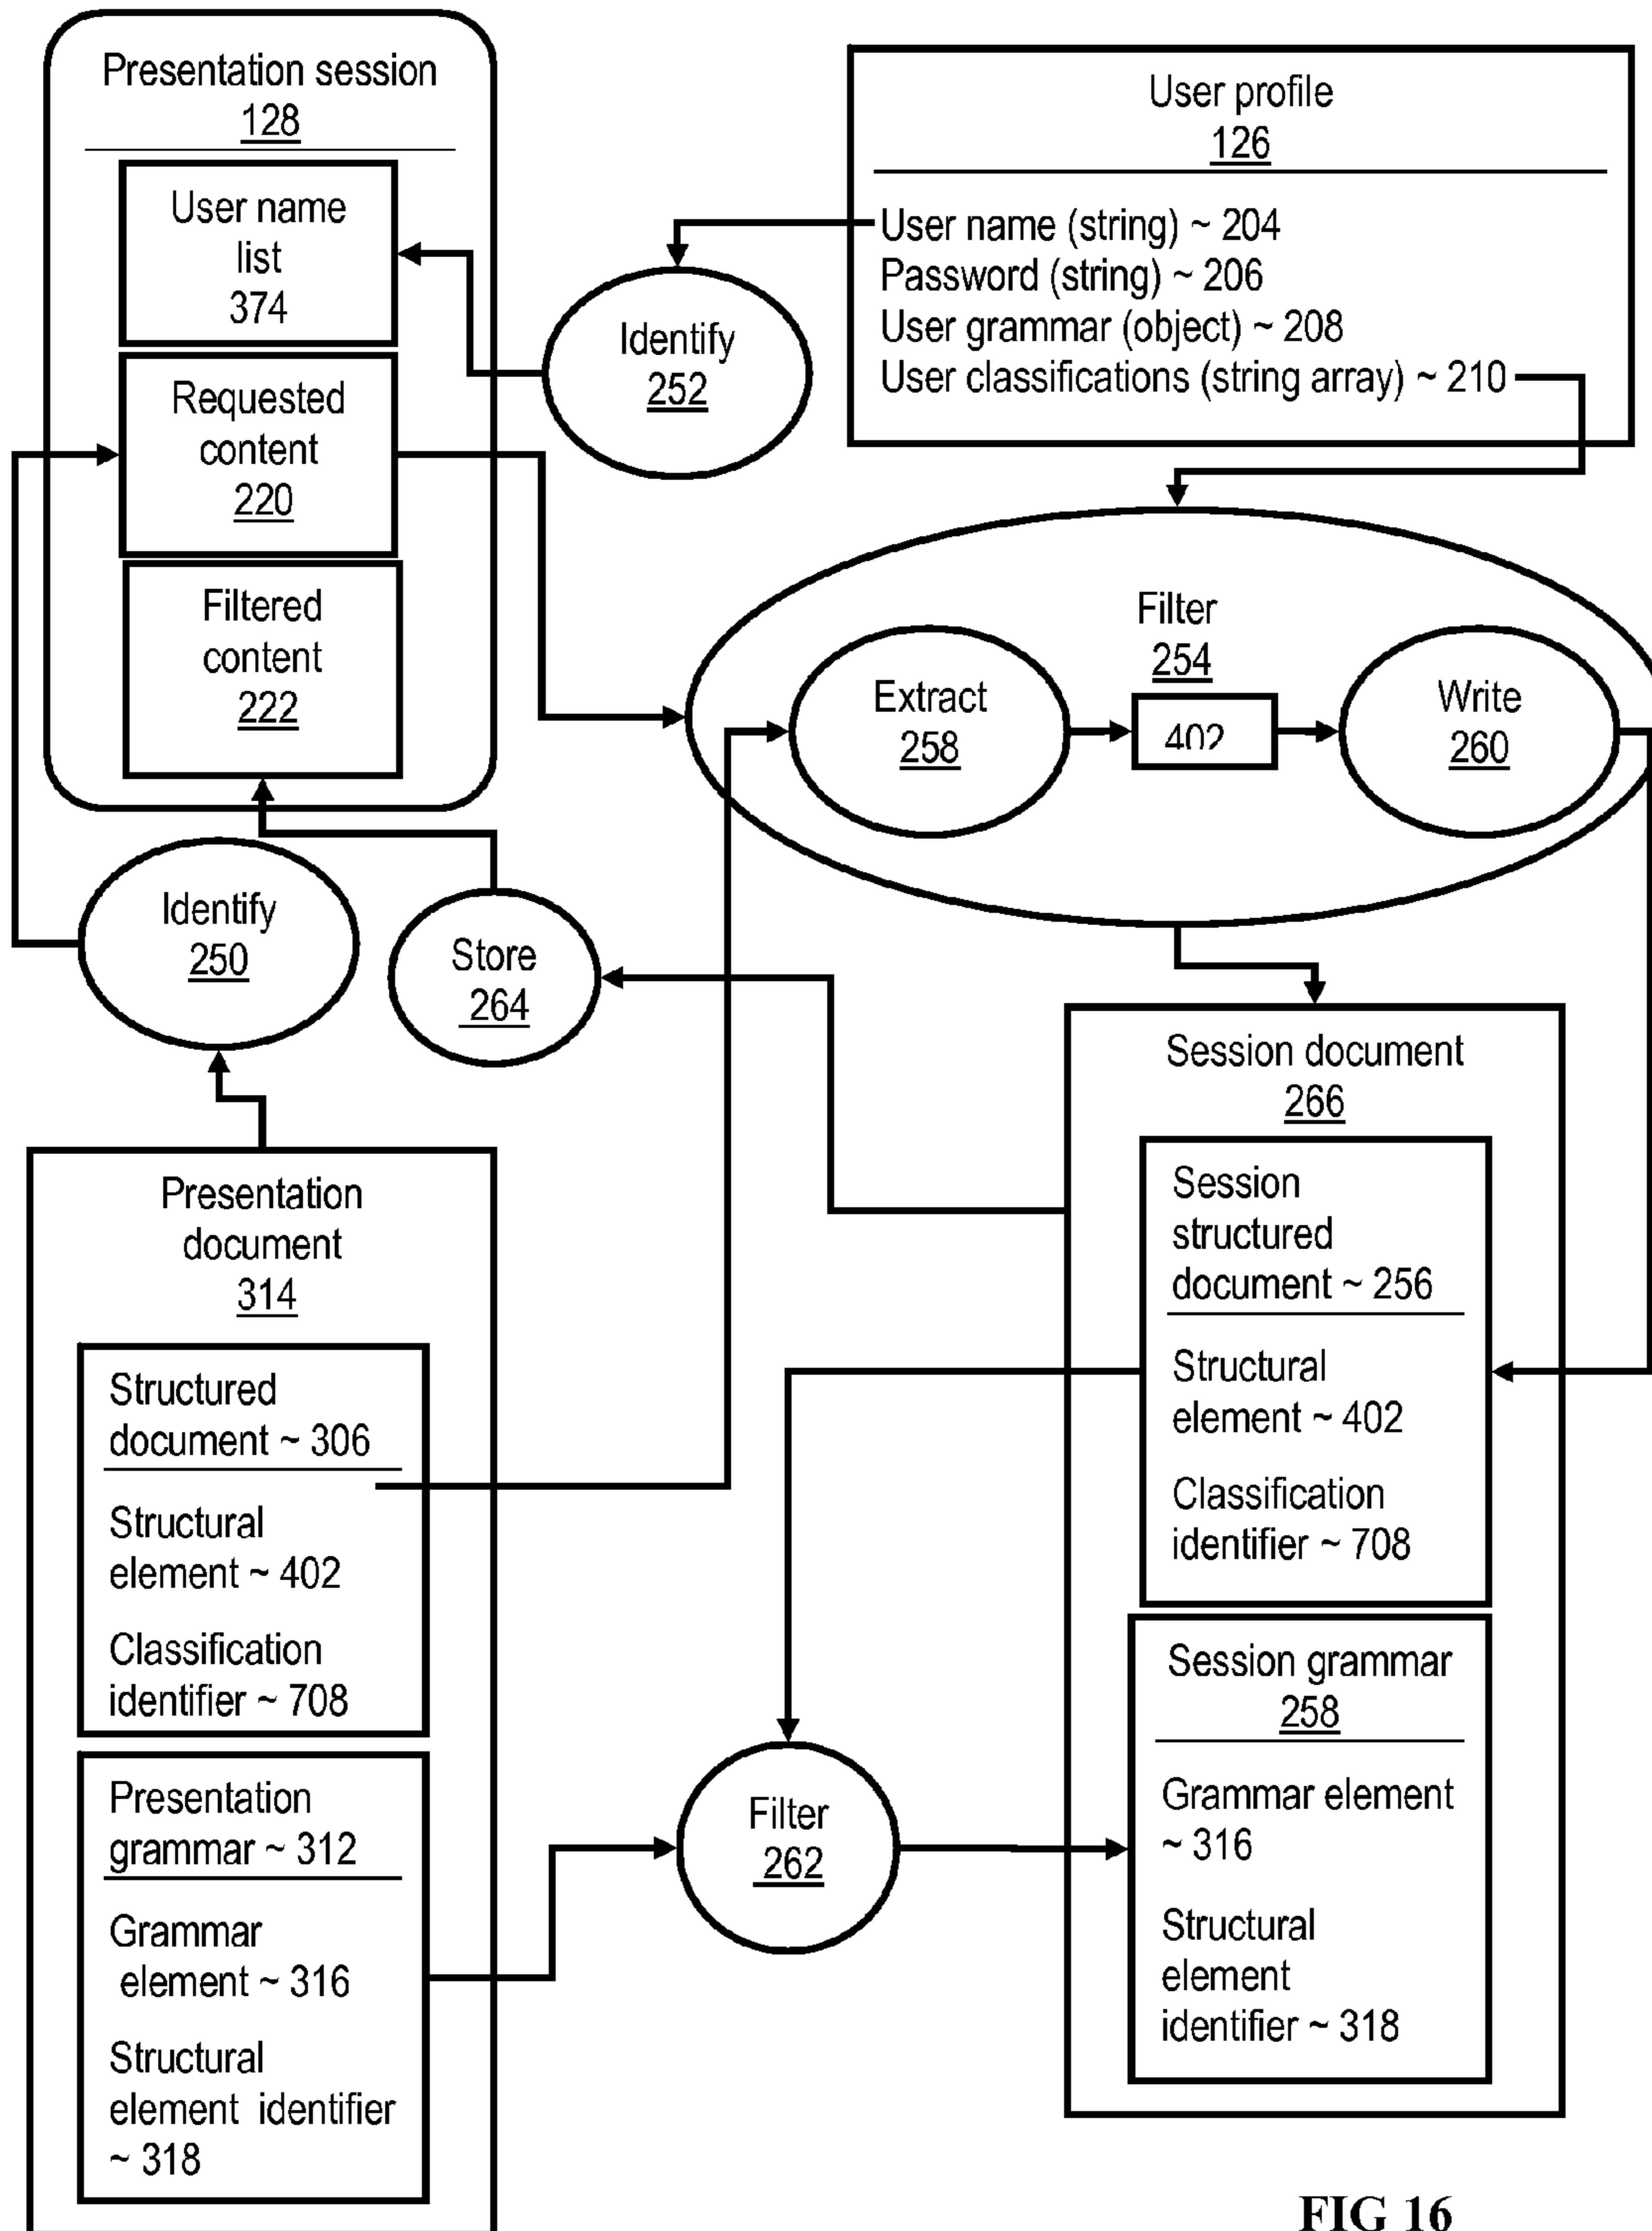 Presentation session
128
User name
list
374
Requested
content
220
Filtered
content
222
User profile
126
User name (string) ~ 204
Password (string) ~ 206
User grammar (object) ~ 208
User classifications (string array) ~ 210
Identify
252
Filter
254
Extract
258
402
Write
260
Identify
250
Store
264
Session document
266
Session
structured
document ~ 256
Structural
element ~ 402
Classification
identifier ~ 708
Session grammar
258
Grammar element
~ 316
Structural
element
identifier ~ 318
Presentation
document
314
Structured
document ~ 306
Structural
element ~ 402
Classification
identifier ~ 708
Presentation
grammar ~ 312
Grammar
element ~ 316
Structural
element identifier
~ 318
Filter
262
FIG 16